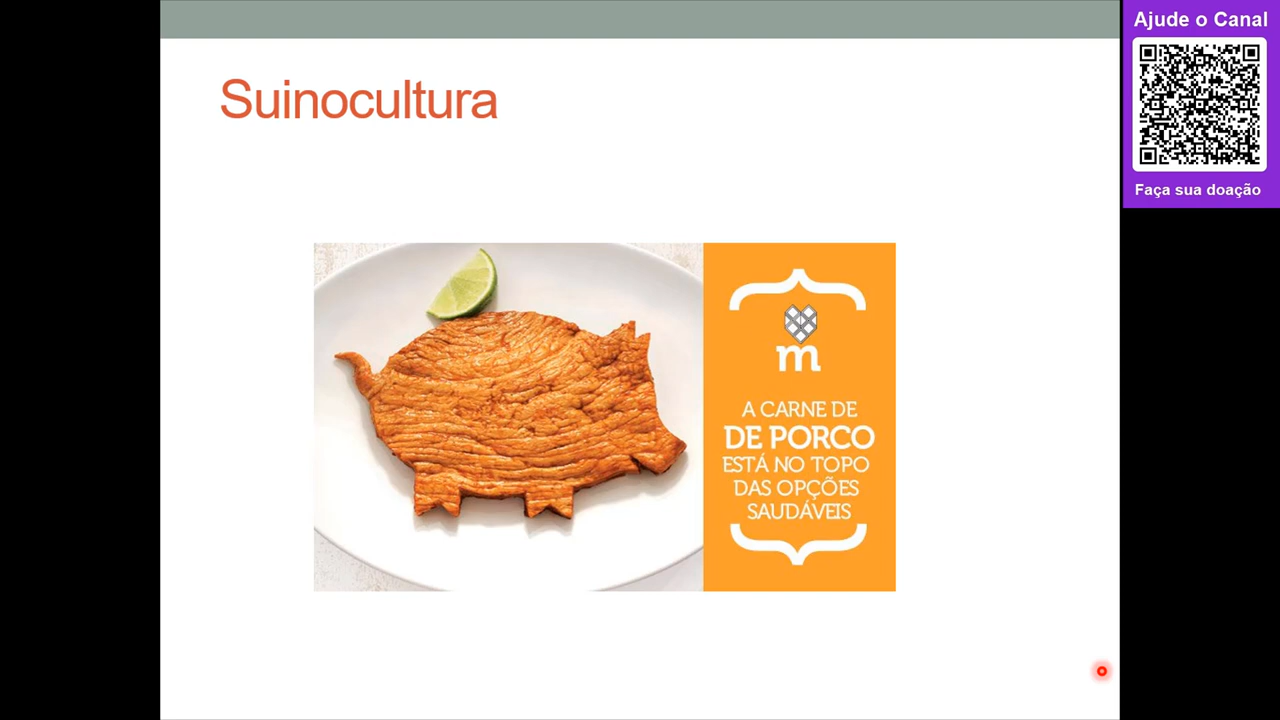 Ajude o Canal
Suinocultura
Faça sua doação
m
A CARNE DE
DE PORCO
ESTÁ NO TOPO
DAS OPÇÕES
SAUDÁVEIS